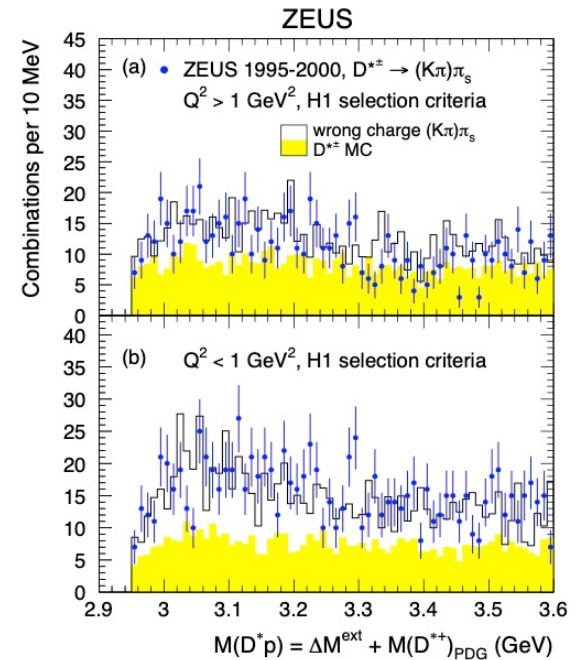 ZEUS
Combinations per 10 MeV
45
40
35
30
25
20
15
10
5
0
(a) ZEUS 1995-2000, D*± → (Kπ)πs
Q² > 1 GeV², H1 selection criteria
wrong charge (Kπ)πs
D*± MC
40
35
30
25
20
15
10
5
0
(b) Q² < 1 GeV², H1 selection criteria
2.9 3 3.1 3.2 3.3 3.4 3.5 3.6
M(D*p) = ΔMext + M(D*+)PDG (GeV)